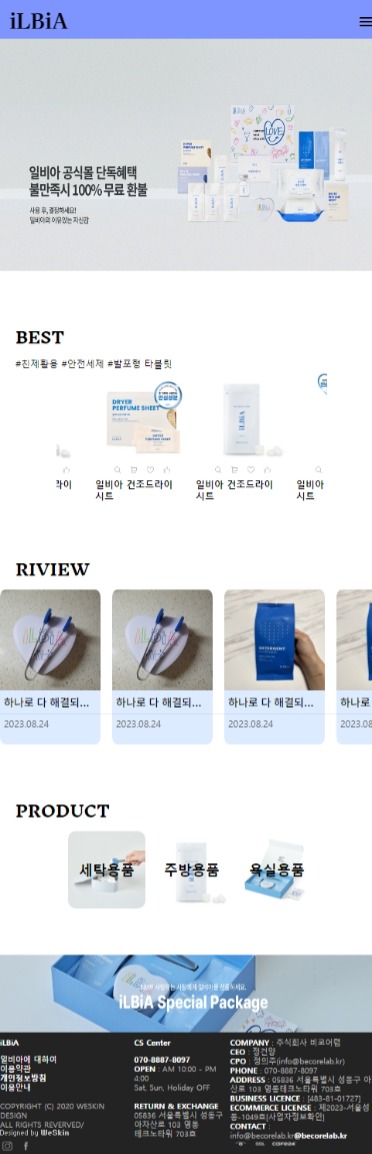 iLBiA
일비아 공식몰 단독혜택
불만족시 100% 무료 환불
사용 후, 결정하세요!
일비아의 이유있는 자신감
BEST
#친제활용 #안전세제 #발포형 타블릿
DRYER
PERFUME SHEET
라이
일비아 건조드라이
시트
일비아 건조드라이
시트
일비아
시트
RIVIEW
하나로 다 해결되...
2023.08.24
하나로 다 해결되...
2023.08.24
하나로 다 해결되...
2023.08.24
하나로
2023.08
PRODUCT
세탁용품
주방용품
욕실용품
iLBiA Special Package
iLBiA
일비아에 대하여
이용약관
개인정보방침
이용안내
COPYRIGHT (C) 2020 WESKIN
DESIGN
ALL RIGHTS REVERVED/
Designed by WeSkin
CS Center
070-8887-8097
OPEN : AM 10:00 - PM
4:00
Sat, Sun, Holiday OFF
RETURN & EXCHANGE
05836 서울특별시 성동구
아차산로 103 영동
테크노타워 703호
COMPANY : 주식회사 비코어랩
CEO : 정건양
CPO : 정의주(info@becorelab.kr)
PHONE : 070-8887-8097
ADDRESS : 05836 서울특별시 성동구 아
산로 103 영동테크노타워 703호
BUSINESS LICENCE : [483-81-01727]
ECOMMERCE LICENSE : 제2023-서울성
동-1049호[사업자정보확인]
CONTACT :
info@becorelab.kr@becorelab.kr